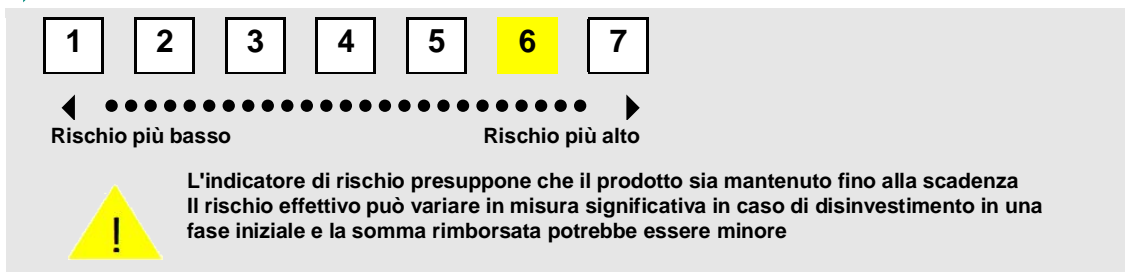 1 2 3 4 5 6 7
Rischio più basso Rischio più alto
L'indicatore di rischio presuppone che il prodotto sia mantenuto fino alla scadenza
Il rischio effettivo può variare in misura significativa in caso di disinvestimento in una
fase iniziale e la somma rimborsata potrebbe essere minore
!